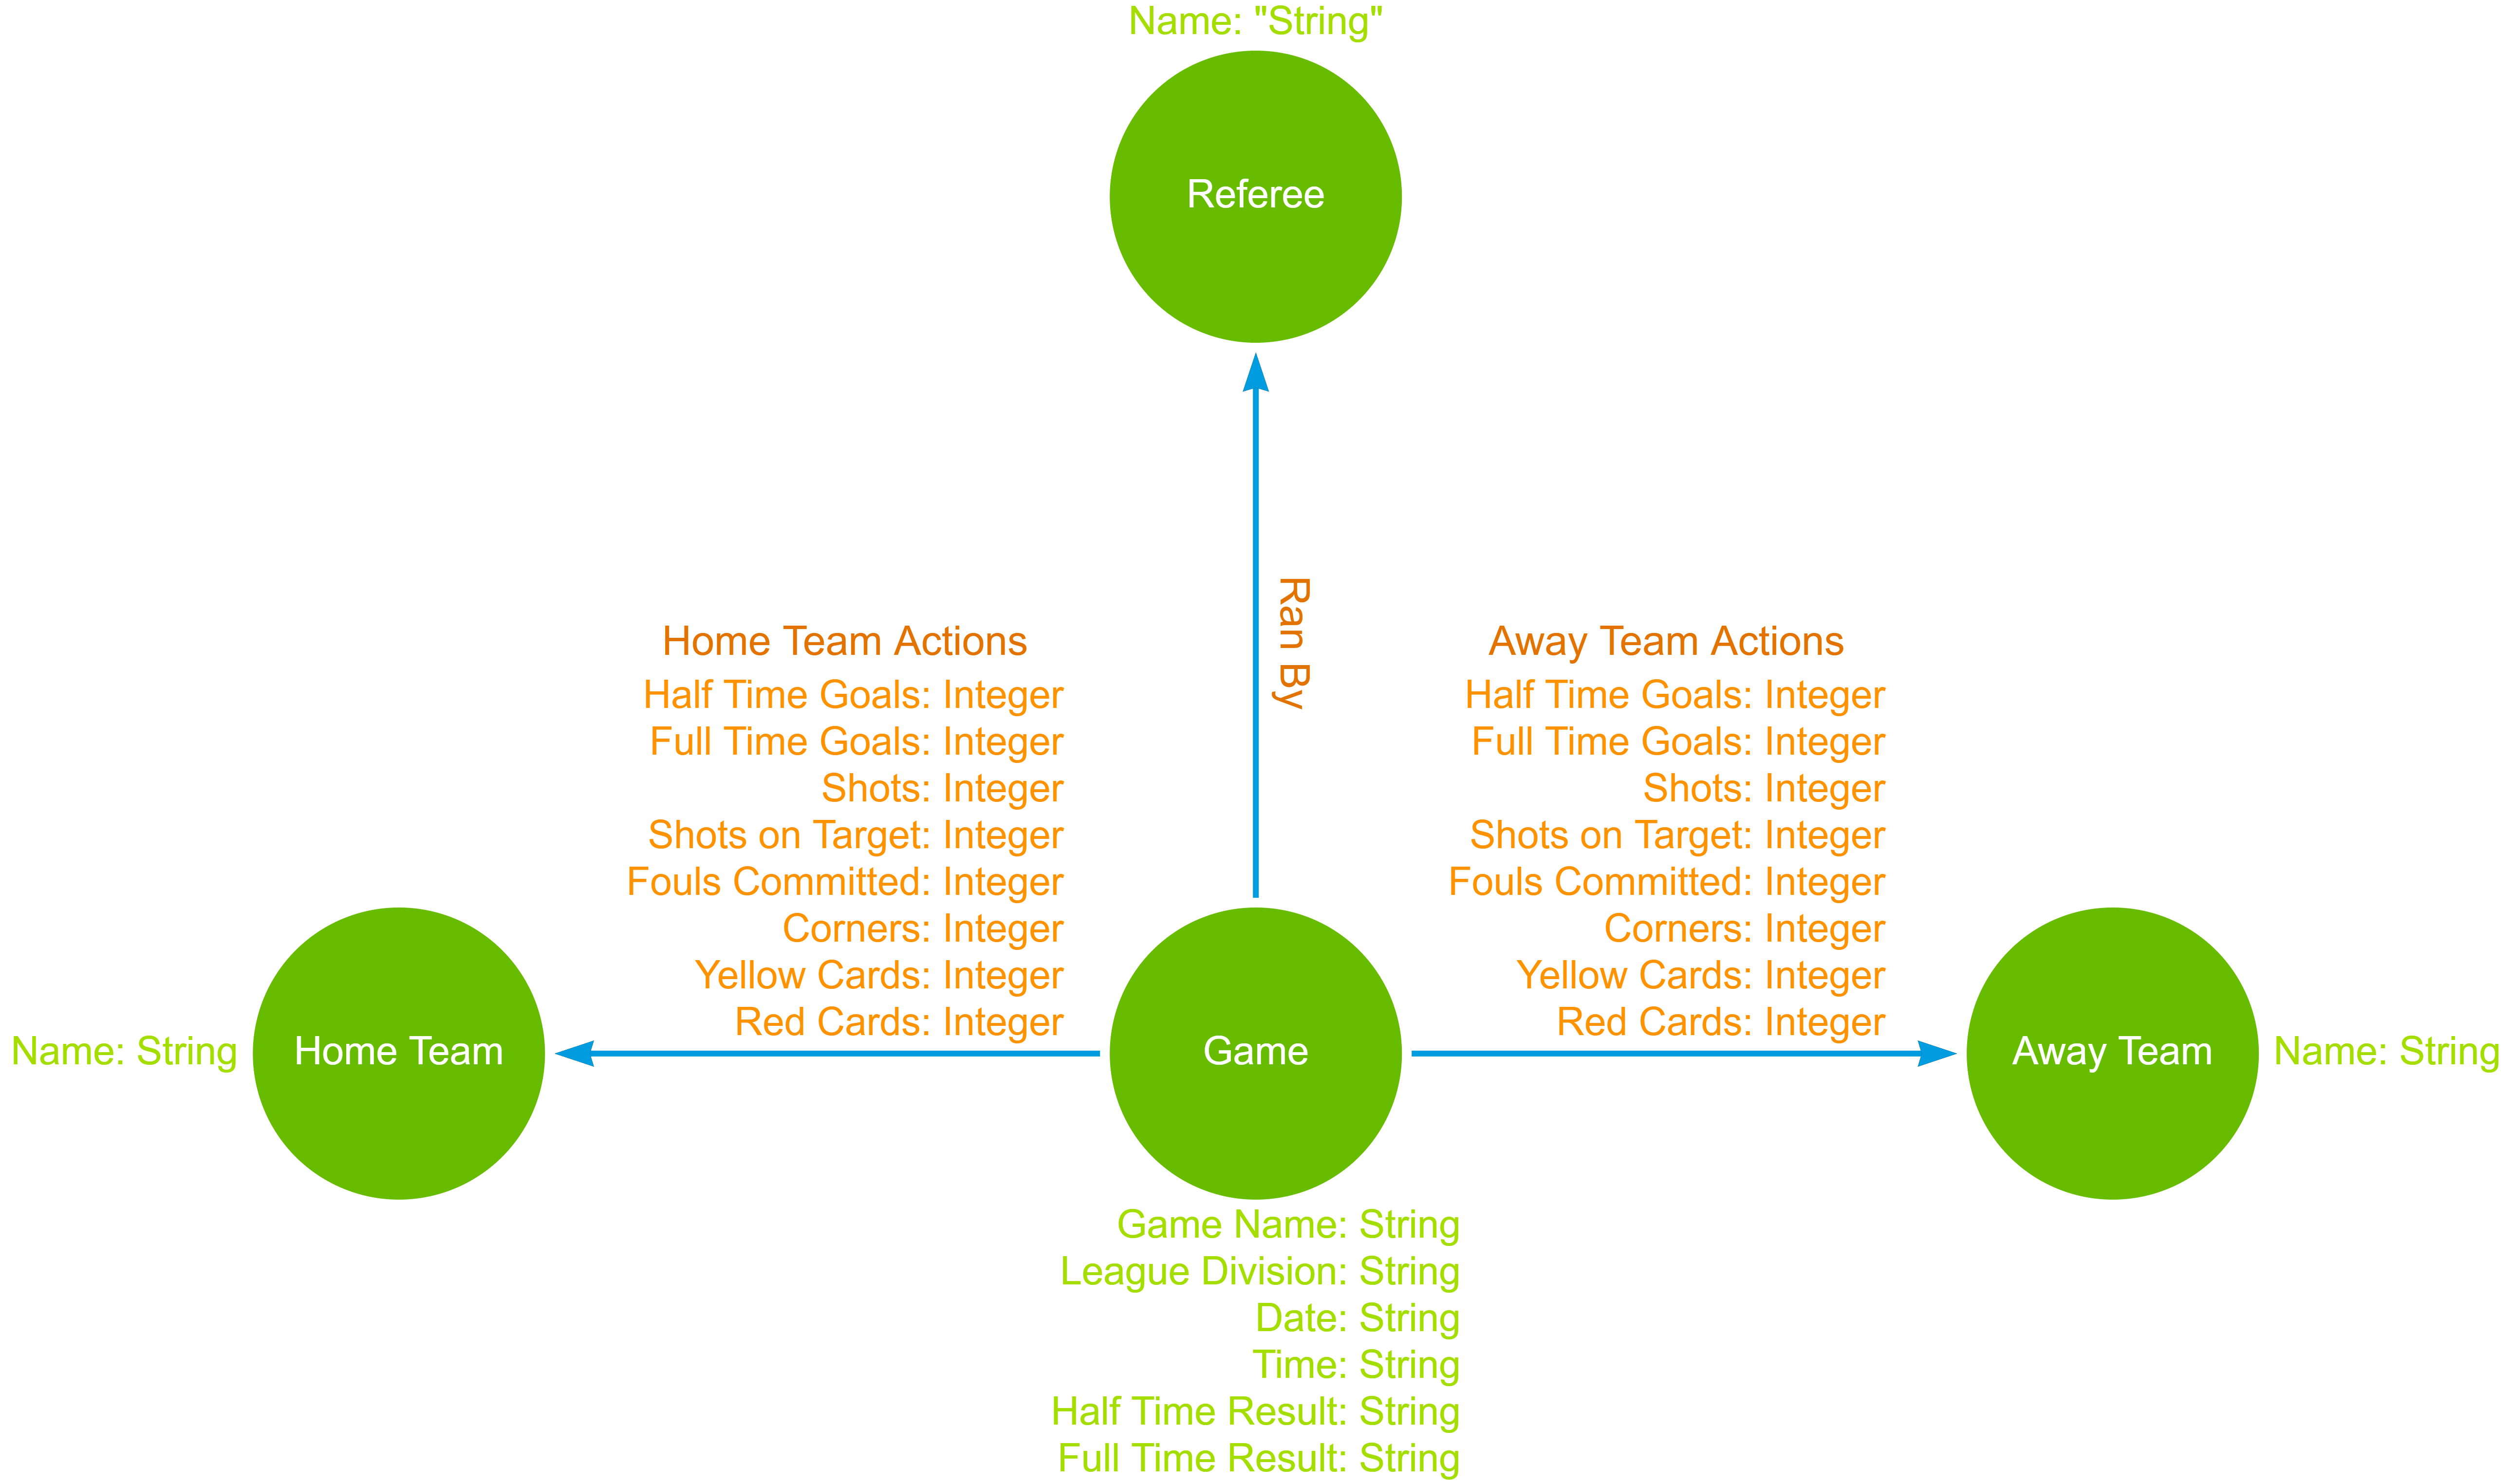 Name: "String"
Referee
Ran By
Home Team Actions
Half Time Goals: Integer
Full Time Goals: Integer
Shots: Integer
Shots on Target: Integer
Fouls Committed: Integer
Corners: Integer
Yellow Cards: Integer
Red Cards: Integer
Away Team Actions
Half Time Goals: Integer
Full Time Goals: Integer
Shots: Integer
Shots on Target: Integer
Fouls Committed: Integer
Corners: Integer
Yellow Cards: Integer
Red Cards: Integer
Name: String
Home Team
Game
Away Team
Name: String
Game Name: String
League Division: String
Date: String
Time: String
Half Time Result: String
Full Time Result: String